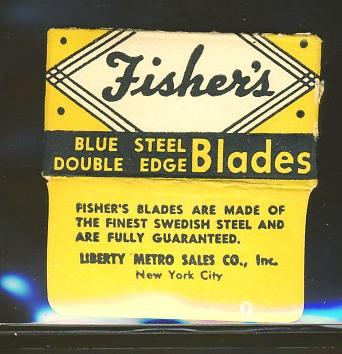 Fisher's
BLUE STEEL
DOUBLE EDGE Blades
FISHER'S BLADES ARE MADE OF
THE FINEST SWEDISH STEEL AND
ARE FULLY GUARANTEED.
LIBERTY METRO SALES CO., Inc.
New York City